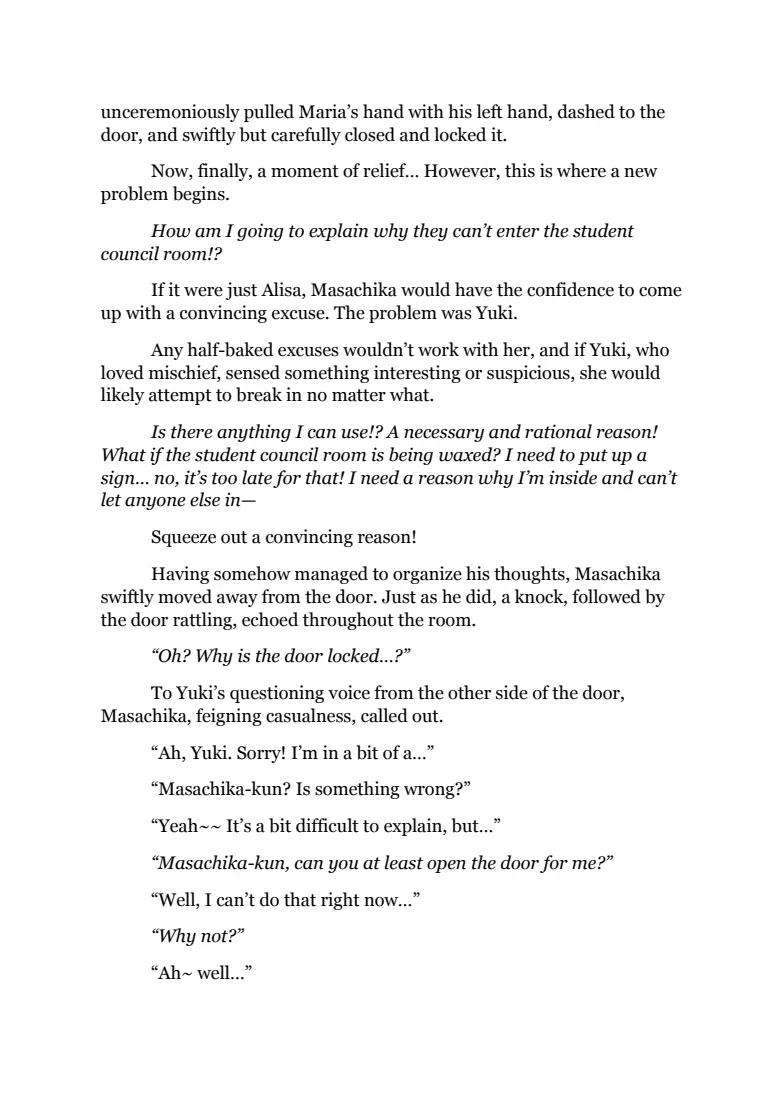 unceremoniously pulled Maria’s hand with his left hand, dashed to the
door, and swiftly but carefully closed and locked it.
Now, finally, a moment of relief… However, this is where a new
problem begins.
How am I going to explain why they can’t enter the student
council room!?
If it were just Alisa, Masachika would have the confidence to come
up with a convincing excuse. The problem was Yuki.
Any half-baked excuses wouldn’t work with her, and if Yuki, who
loved mischief, sensed something interesting or suspicious, she would
likely attempt to break in no matter what.
Is there anything I can use!? A necessary and rational reason!
What if the student council room is being waxed? I need to put up a
sign… no, it’s too late for that! I need a reason why I’m inside and can’t
let anyone else in—
Squeeze out a convincing reason!
Having somehow managed to organize his thoughts, Masachika
swiftly moved away from the door. Just as he did, a knock, followed by
the door rattling, echoed throughout the room.
“Oh? Why is the door locked…?”
To Yuki’s questioning voice from the other side of the door,
Masachika, feigning casualness, called out.
“Ah, Yuki. Sorry! I’m in a bit of a…”
“Masachika-kun? Is something wrong?”
“Yeah~~ It’s a bit difficult to explain, but…”
“Masachika-kun, can you at least open the door for me?”
“Well, I can’t do that right now…”
“Why not?”
“Ah~ well…”